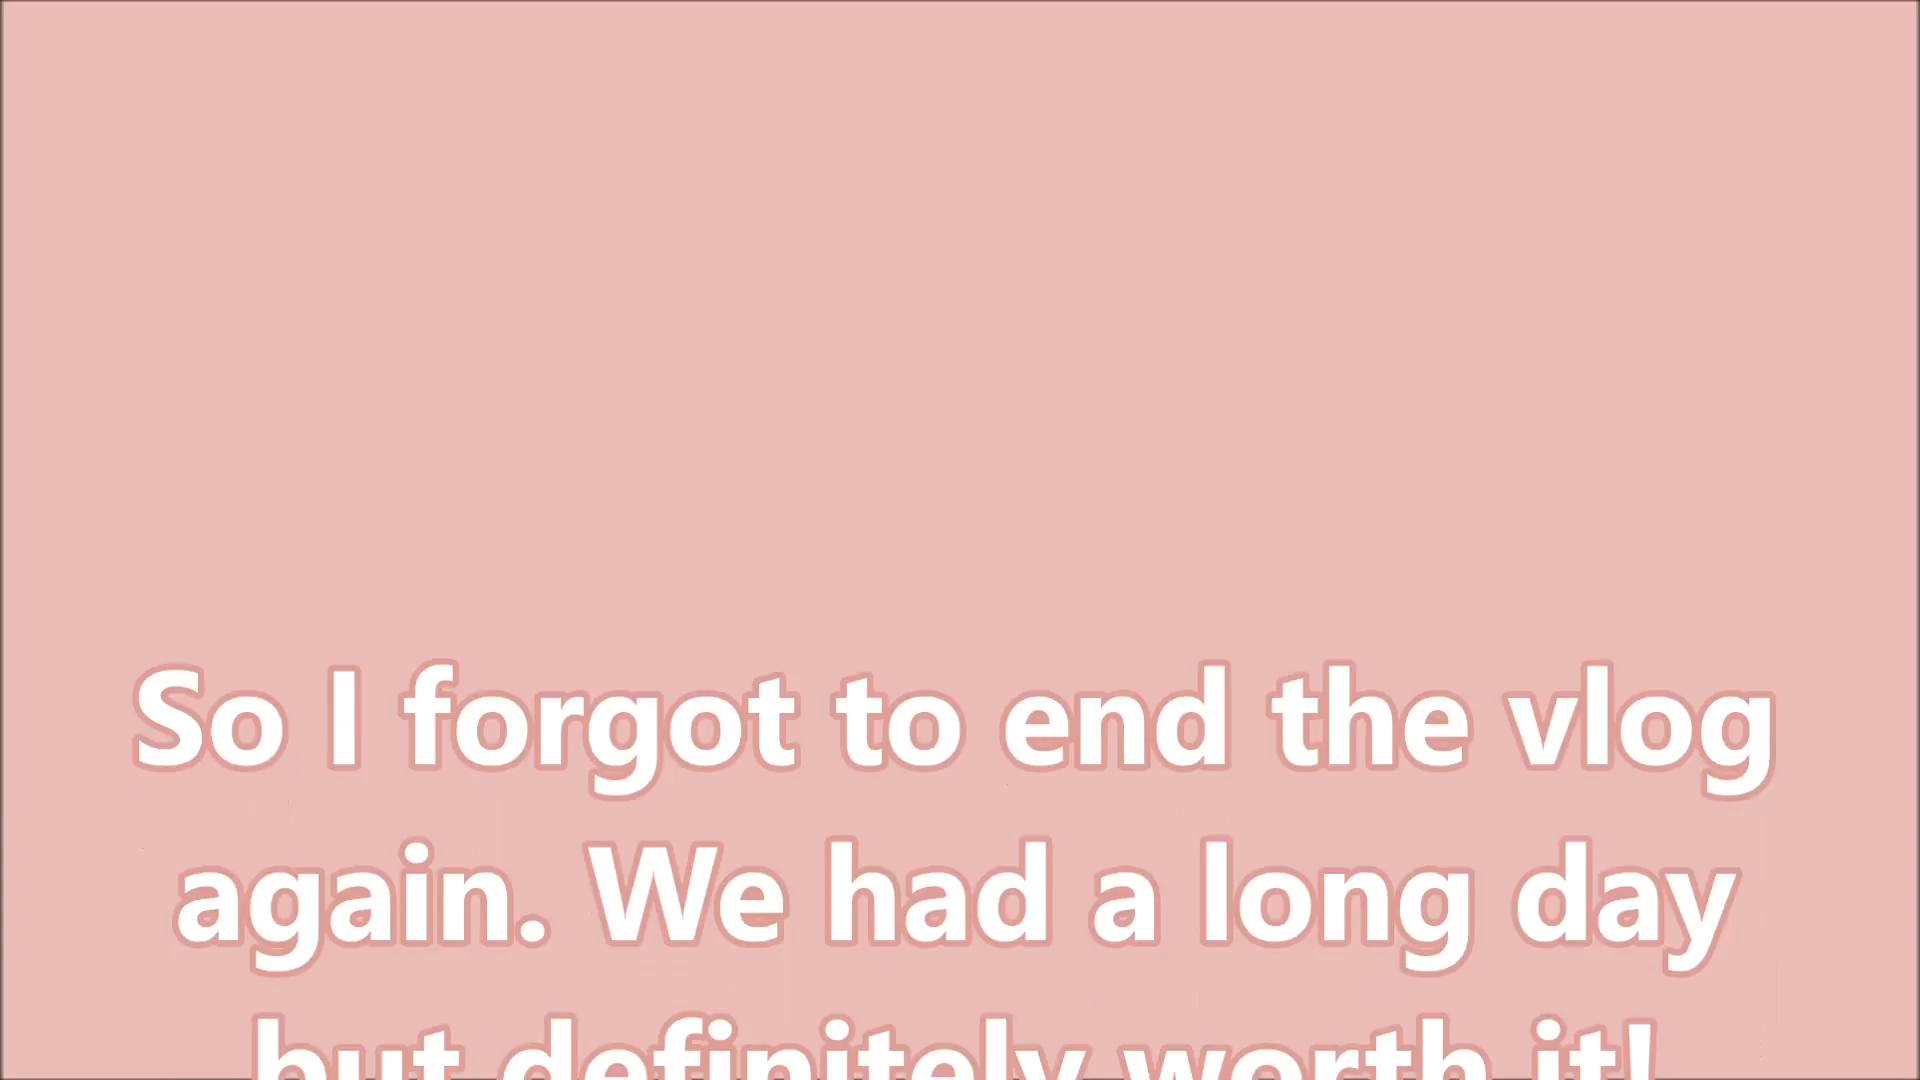 So I forgot to end the vlog
again. We had a long day
but definitely worth it!